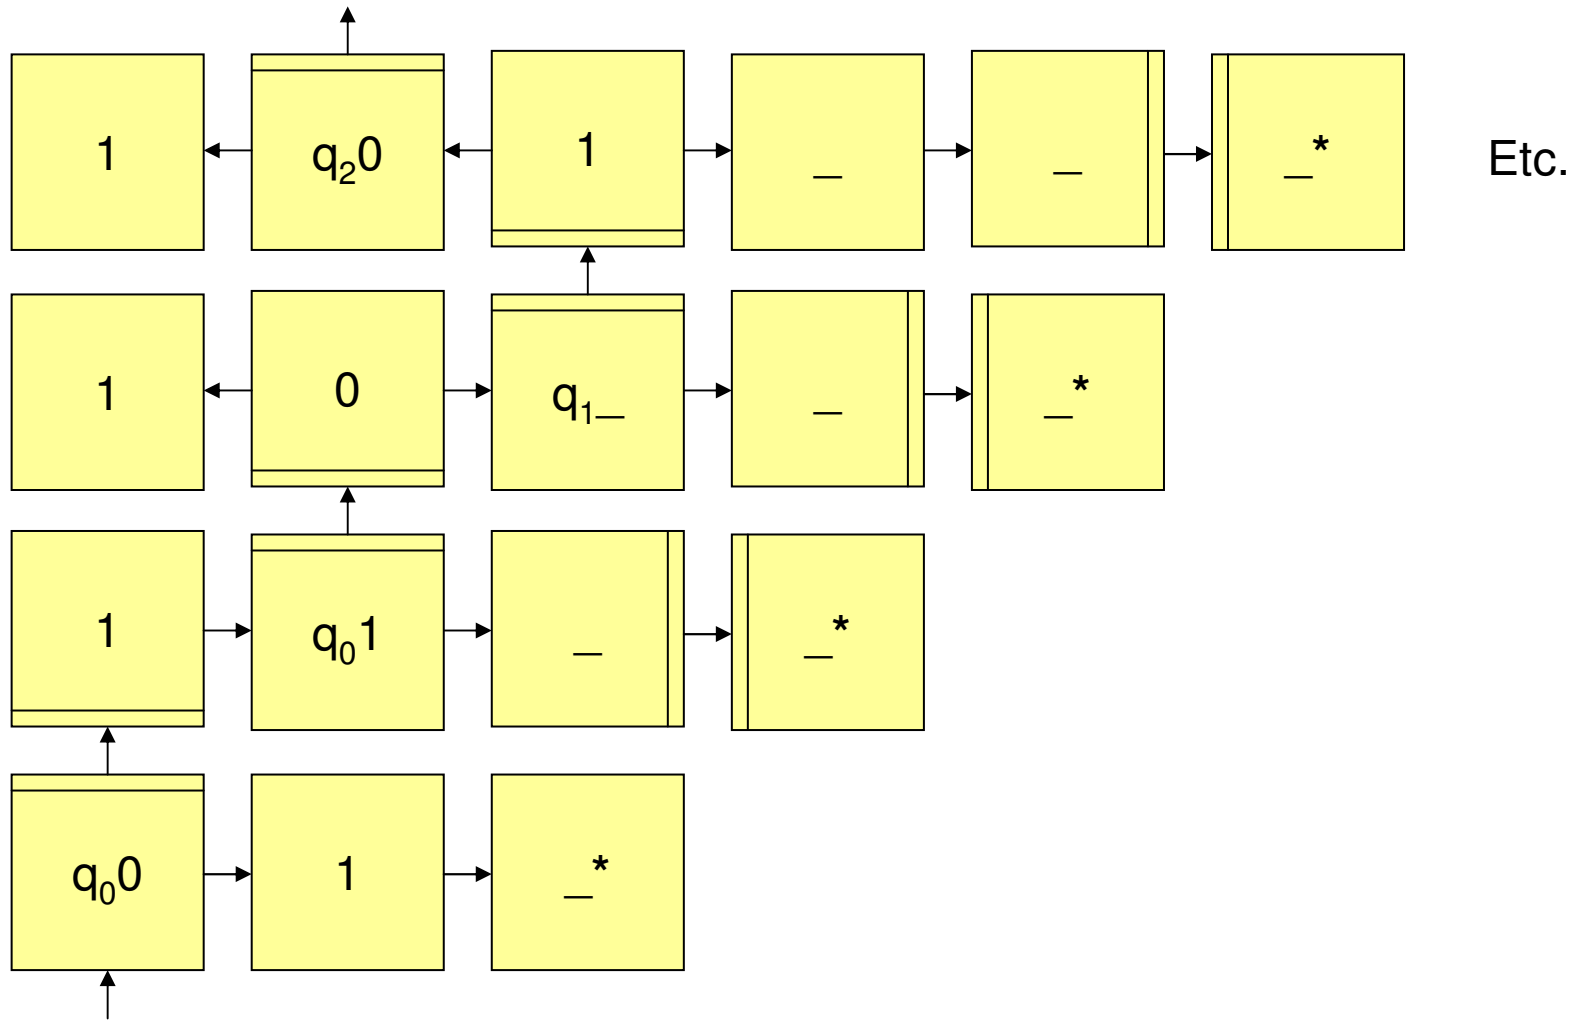 1 q₂0 1 _ _ _* Etc.
1 0 q₁_ _ _*
1 q₀1 _ _*
q₀0 1 _*